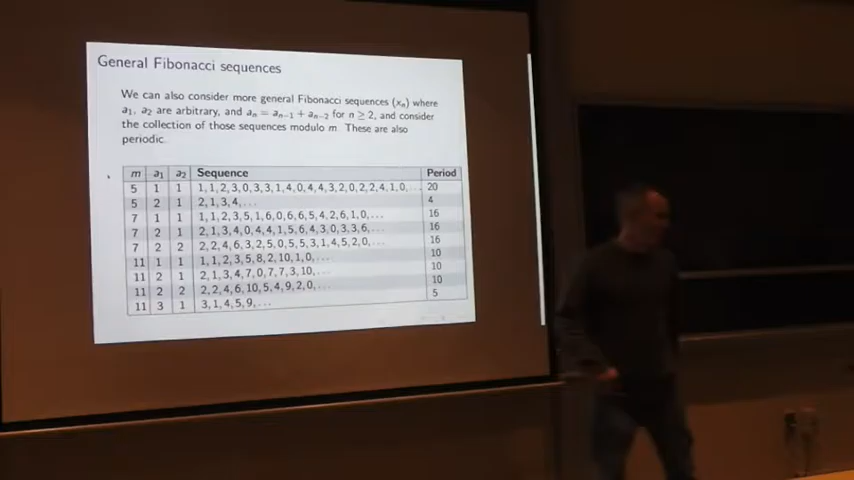 General Fibonacci sequences
We can also consider more general Fibonacci sequences (xₙ) where
a₁, a₂ are arbitrary, and aₙ = aₙ₋₁ + aₙ₋₂ for n ≥ 2, and consider
the collection of those sequences modulo m. These are also
periodic.
m a₁ a₂ Sequence Period
5 1 1 1,1,2,3,0,3,3,1,4,0,4,4,3,2,0,2,2,4,1,0,... 20
5 2 1 2,1,3,4,... 4
7 1 1 1,1,2,3,5,1,6,0,6,6,5,4,2,6,1,0,... 16
7 2 1 2,1,3,4,0,4,4,1,5,6,4,3,0,3,3,6,... 16
7 2 2 2,2,4,6,3,2,5,0,5,5,3,1,4,5,2,0,... 16
11 1 1 1,1,2,3,5,8,2,10,1,0,... 10
11 2 1 2,1,3,4,7,0,7,7,3,10,... 10
11 2 2 2,2,4,6,10,5,4,9,2,0,... 10
11 3 1 3,1,4,5,9,... 5